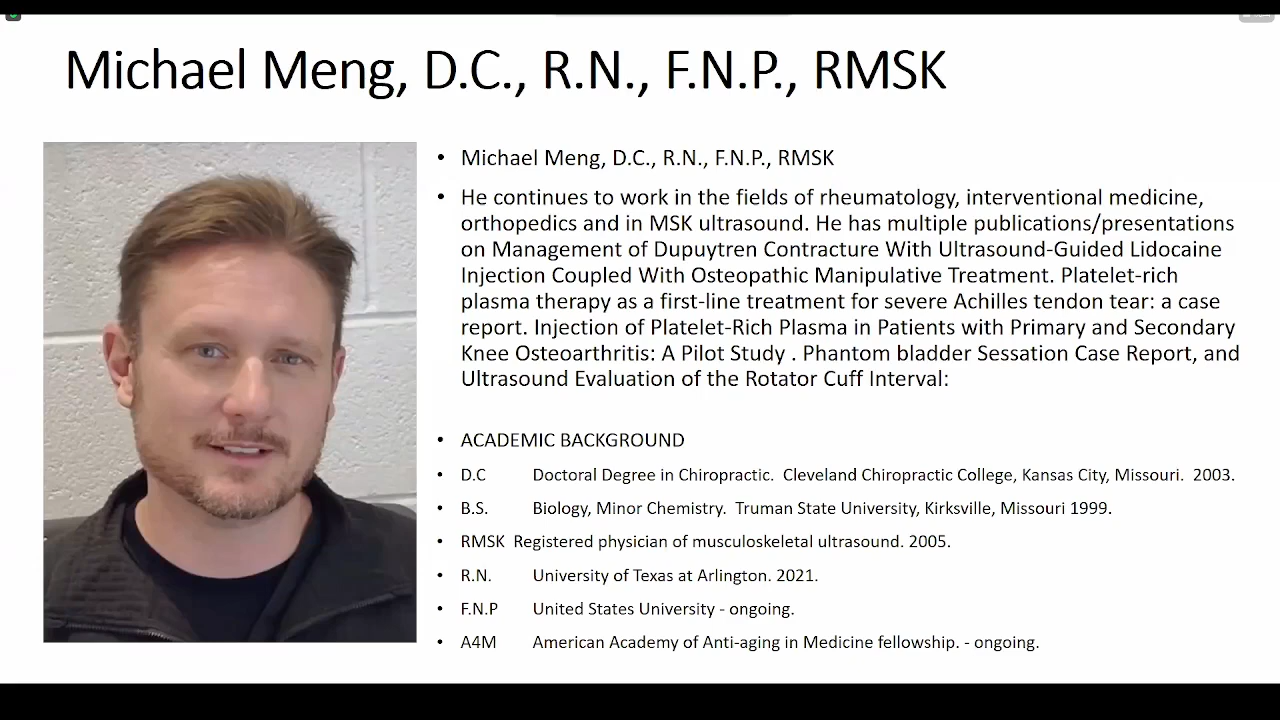 Michael Meng, D.C., R.N., F.N.P., RMSK
• Michael Meng, D.C., R.N., F.N.P., RMSK
• He continues to work in the fields of rheumatology, interventional medicine,
orthopedics and in MSK ultrasound. He has multiple publications/presentations
on Management of Dupuytren Contracture With Ultrasound-Guided Lidocaine
Injection Coupled With Osteopathic Manipulative Treatment. Platelet-rich
plasma therapy as a first-line treatment for severe Achilles tendon tear: a case
report. Injection of Platelet-Rich Plasma in Patients with Primary and Secondary
Knee Osteoarthritis: A Pilot Study . Phantom bladder Sessation Case Report, and
Ultrasound Evaluation of the Rotator Cuff Interval:
• ACADEMIC BACKGROUND
• D.C Doctoral Degree in Chiropractic. Cleveland Chiropractic College, Kansas City, Missouri. 2003.
• B.S. Biology, Minor Chemistry. Truman State University, Kirksville, Missouri 1999.
• RMSK Registered physician of musculoskeletal ultrasound. 2005.
• R.N. University of Texas at Arlington. 2021.
• F.N.P United States University - ongoing.
• A4M American Academy of Anti-aging in Medicine fellowship. - ongoing.